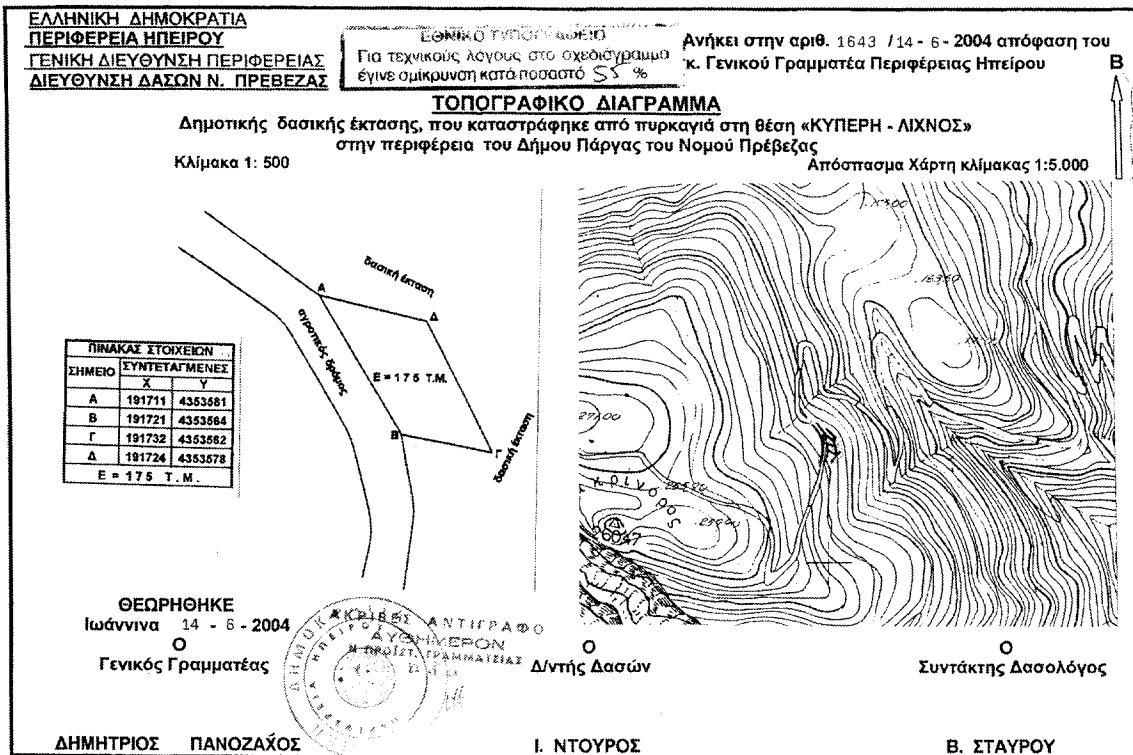 ΕΛΛΗΝΙΚΗ ΔΗΜΟΚΡΑΤΙΑ
ΠΕΡΙΦΕΡΕΙΑ ΗΠΕΙΡΟΥ
ΓΕΝΙΚΗ ΔΙΕΥΘΥΝΣΗ ΠΕΡΙΦΕΡΕΙΑΣ
ΔΙΕΥΘΥΝΣΗ ΔΑΣΩΝ Ν. ΠΡΕΒΕΖΑΣ
ΕΘΝΙΚΟ ΤΥΠΟΓΡΑΦΕΙΟ
Για τεχνικούς λόγους στο σχεδιάγραμμα
έγινε σμίκρυνση κατά ποσοστό 55 %
Ανήκει στην αριθ. 1643 / 14 - 6 - 2004 απόφαση του
κ. Γενικού Γραμματέα Περιφέρειας Ηπείρου
Β
ΤΟΠΟΓΡΑΦΙΚΟ ΔΙΑΓΡΑΜΜΑ
Δημοτικής δασικής έκτασης, που καταστράφηκε από πυρκαγιά στη θέση «ΚΥΠΕΡΗ - ΛΙΧΝΟΣ»
στην περιφέρεια του Δήμου Πάργας του Νομού Πρέβεζας
Κλίμακα 1: 500
Απόσπασμα Χάρτη κλίμακας 1:5.000
δασική έκταση
Α
Δ
αγροτικός δρόμος
Ε = 175 Τ.Μ.
Β
Γ
δασική έκταση
ΠΙΝΑΚΑΣ ΣΤΟΙΧΕΙΩΝ
ΣΗΜΕΙΟ ΣΥΝΤΕΤΑΓΜΕΝΕΣ
Χ Υ
Α 191711 4353581
Β 191721 4353564
Γ 191732 4353562
Δ 191724 4353578
Ε = 175 Τ.Μ.
ΘΕΩΡΗΘΗΚΕ
Ιωάννινα 14 - 6 - 2004
Ο
Γενικός Γραμματέας
ΑΚΡΙΒΕΣ ΑΝΤΙΓΡΑΦΟ
ΑΥΘΗΜΕΡΟΝ
Η ΠΡΟΪΣΤ. ΓΡΑΜΜΑΤΕΙΑΣ
Ο
Δ/ντής Δασών
Ο
Συντάκτης Δασολόγος
ΔΗΜΗΤΡΙΟΣ ΠΑΝΟΖΑΧΟΣ
Ι. ΝΤΟΥΡΟΣ
Β. ΣΤΑΥΡΟΥ